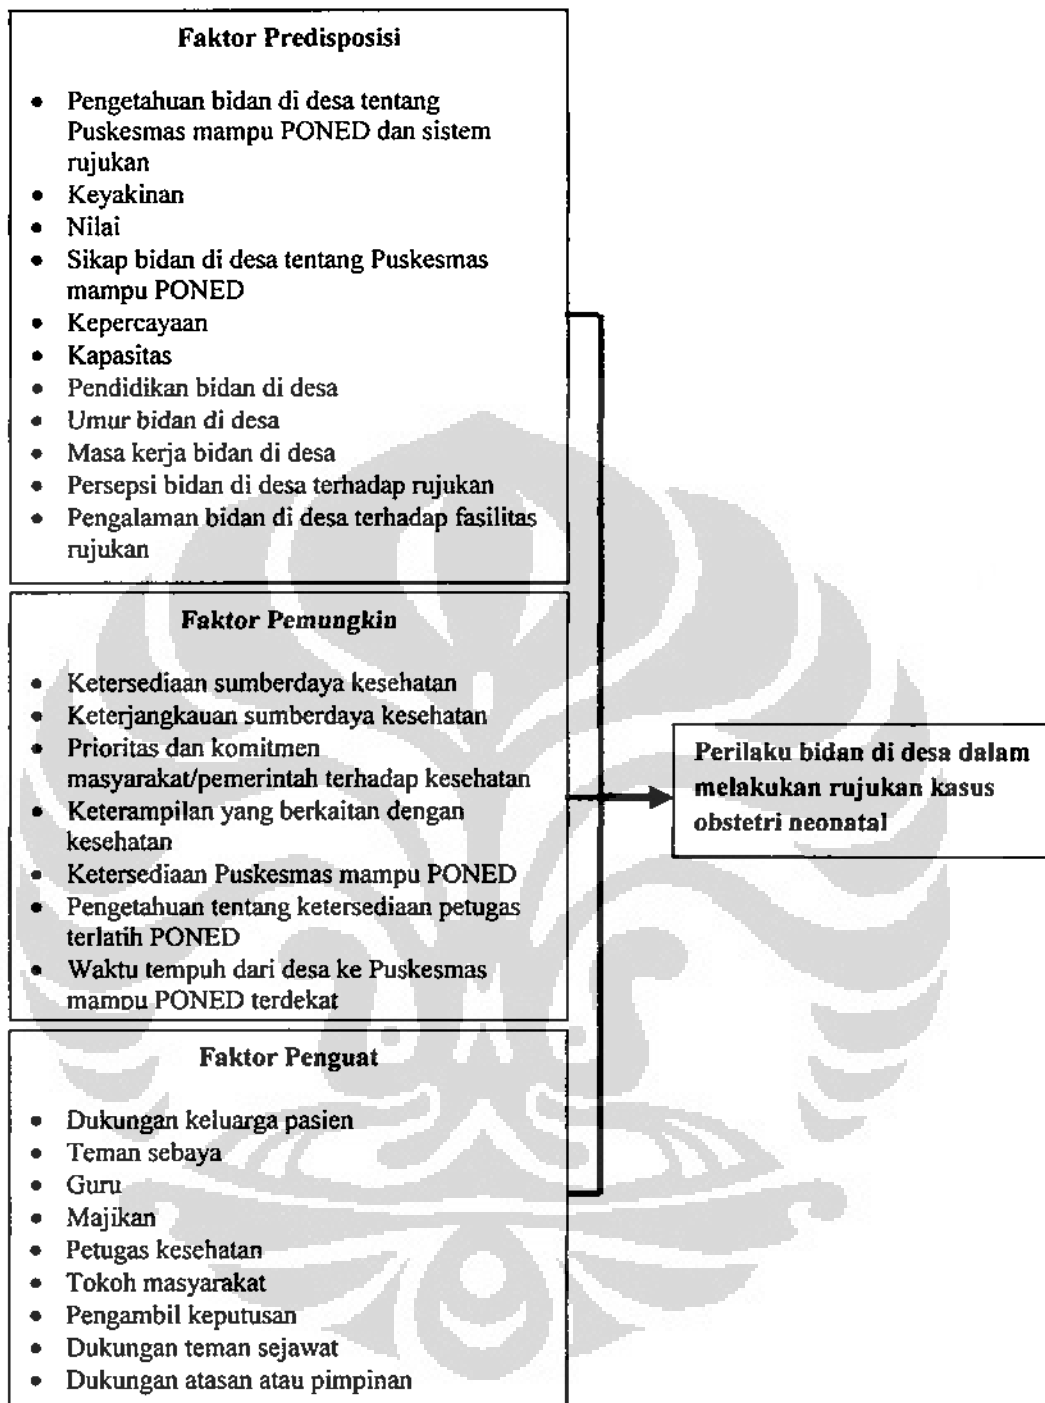 Faktor Predisposisi
• Pengetahuan bidan di desa tentang
Puskesmas mampu PONED dan sistem
rujukan
• Keyakinan
• Nilai
• Sikap bidan di desa tentang Puskesmas
mampu PONED
• Kepercayaan
• Kapasitas
• Pendidikan bidan di desa
• Umur bidan di desa
• Masa kerja bidan di desa
• Persepsi bidan di desa terhadap rujukan
• Pengalaman bidan di desa terhadap fasilitas
rujukan
Faktor Pemungkin
• Ketersediaan sumberdaya kesehatan
• Keterjangkauan sumberdaya kesehatan
• Prioritas dan komitmen
masyarakat/pemerintah terhadap kesehatan
• Keterampilan yang berkaitan dengan
kesehatan
• Ketersediaan Puskesmas mampu PONED
• Pengetahuan tentang ketersediaan petugas
terlatih PONED
• Waktu tempuh dari desa ke Puskesmas
mampu PONED terdekat
Faktor Penguat
• Dukungan keluarga pasien
• Teman sebaya
• Guru
• Majikan
• Petugas kesehatan
• Tokoh masyarakat
• Pengambil keputusan
• Dukungan teman sejawat
• Dukungan atasan atau pimpinan
Perilaku bidan di desa dalam
melakukan rujukan kasus
obstetri neonatal